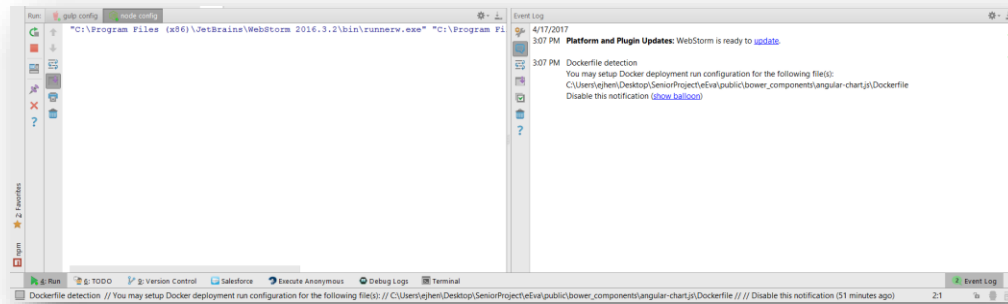 Run: gulp config node config
"C:\Program Files (x86)\JetBrains\WebStorm 2016.3.2\bin\runnerw.exe" "C:\Program Fi
Event Log
4/17/2017
3:07 PM Platform and Plugin Updates: WebStorm is ready to update.
3:07 PM Dockerfile detection
You may setup Docker deployment run configuration for the following file(s):
C:\Users\ejhen\Desktop\SeniorProject\eEva\public\bower_components\angular-chart.js\Dockerfile
Disable this notification (show balloon)
2: Favorites
npm
4: Run 6: TODO 9: Version Control Salesforce Execute Anonymous Debug Logs Terminal 2 Event Log
Dockerfile detection // You may setup Docker deployment run configuration for the following file(s): // C:\Users\ejhen\Desktop\SeniorProject\eEva\public\bower_components\angular-chart.js\Dockerfile // // Disable this notification (51 minutes ago) 2:1